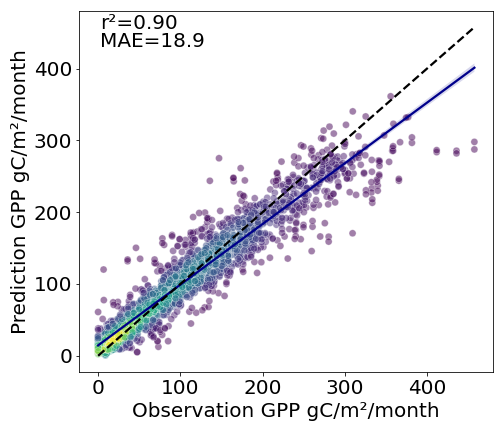 r²=0.90
MAE=18.9
Prediction GPP gC/m²/month
400
300
200
100
0
0 100 200 300 400
Observation GPP gC/m²/month